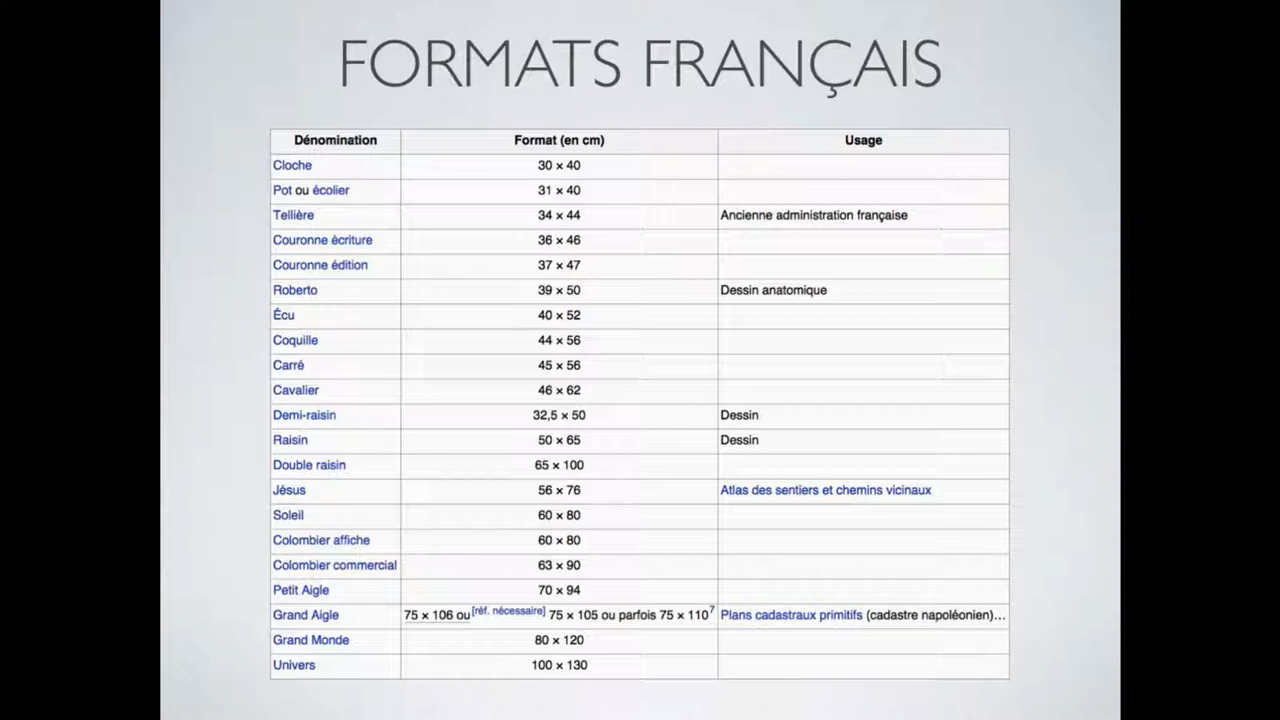 FORMATS FRANÇAIS
Dénomination Format (en cm) Usage
Cloche 30 × 40
Pot ou écolier 31 × 40
Tellière 34 × 44 Ancienne administration française
Couronne écriture 36 × 46
Couronne édition 37 × 47
Roberto 39 × 50 Dessin anatomique
Écu 40 × 52
Coquille 44 × 56
Carré 45 × 56
Cavalier 46 × 62
Demi-raisin 32,5 × 50 Dessin
Raisin 50 × 65 Dessin
Double raisin 65 × 100
Jésus 56 × 76 Atlas des sentiers et chemins vicinaux
Soleil 60 × 80
Colombier affiche 60 × 80
Colombier commercial 63 × 90
Petit Aigle 70 × 94
Grand Aigle 75 × 106 ou[réf. nécessaire] 75 × 105 ou parfois 75 × 110⁷ Plans cadastraux primitifs (cadastre napoléonien)…
Grand Monde 80 × 120
Univers 100 × 130